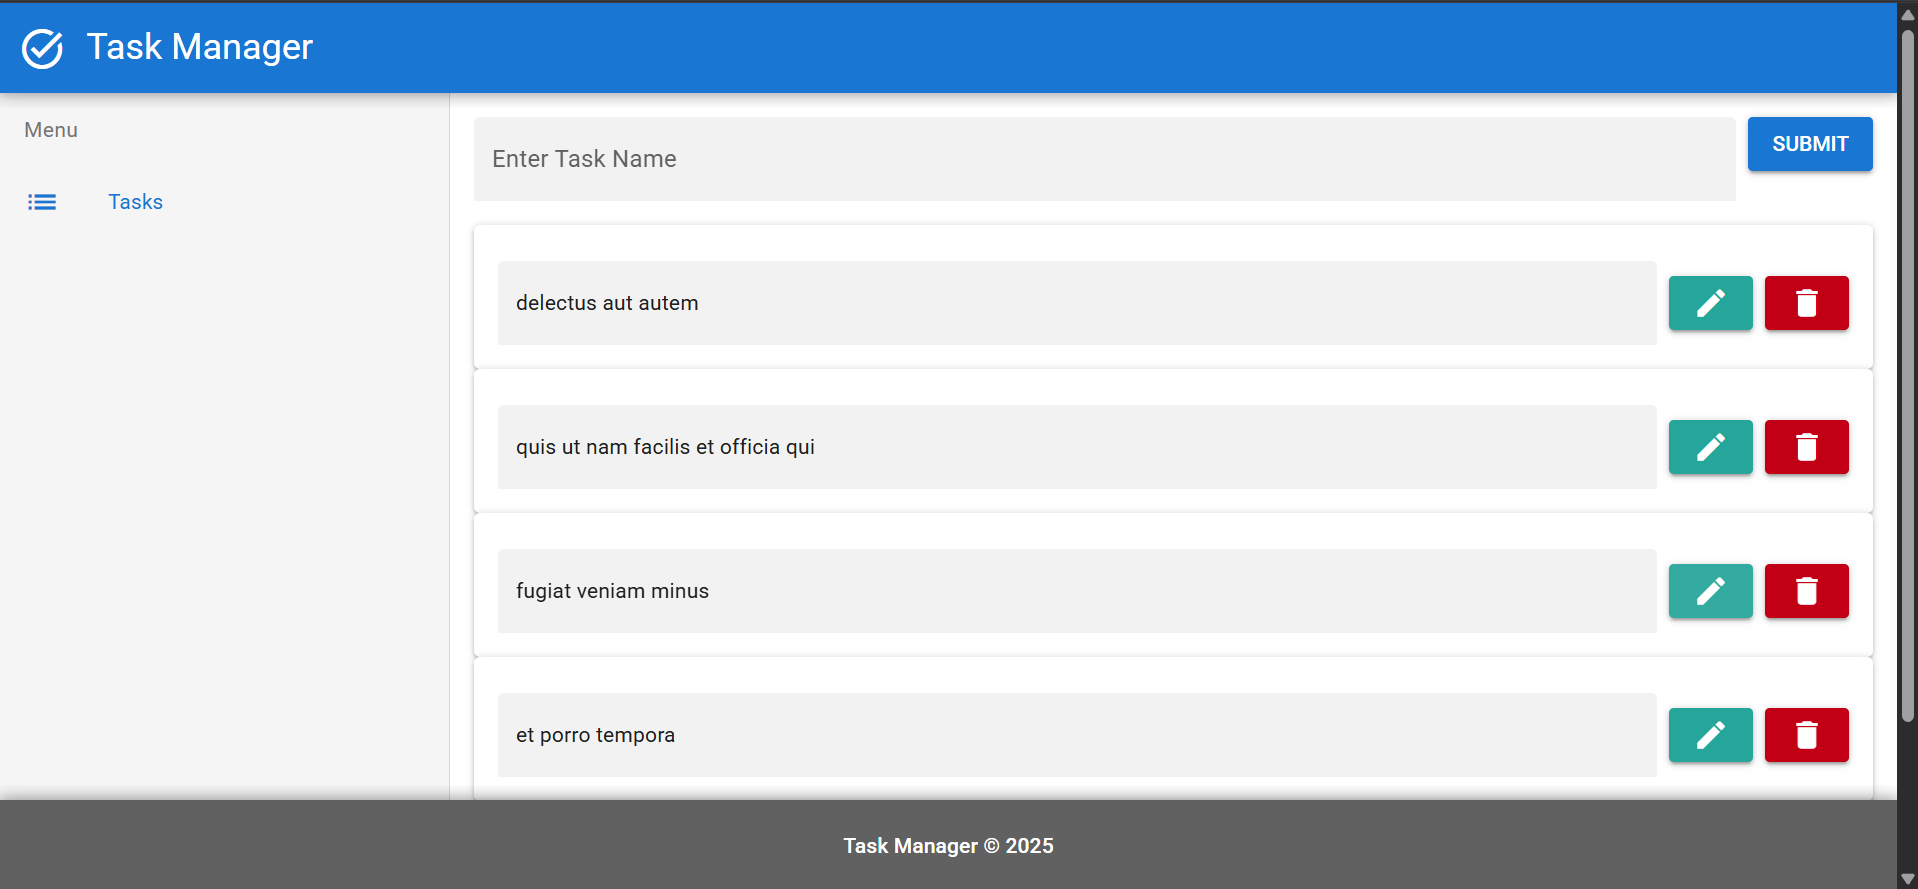 Task Manager
Menu
Tasks
Enter Task Name
SUBMIT
delectus aut autem
quis ut nam facilis et officia qui
fugiat veniam minus
et porro tempora
Task Manager © 2025